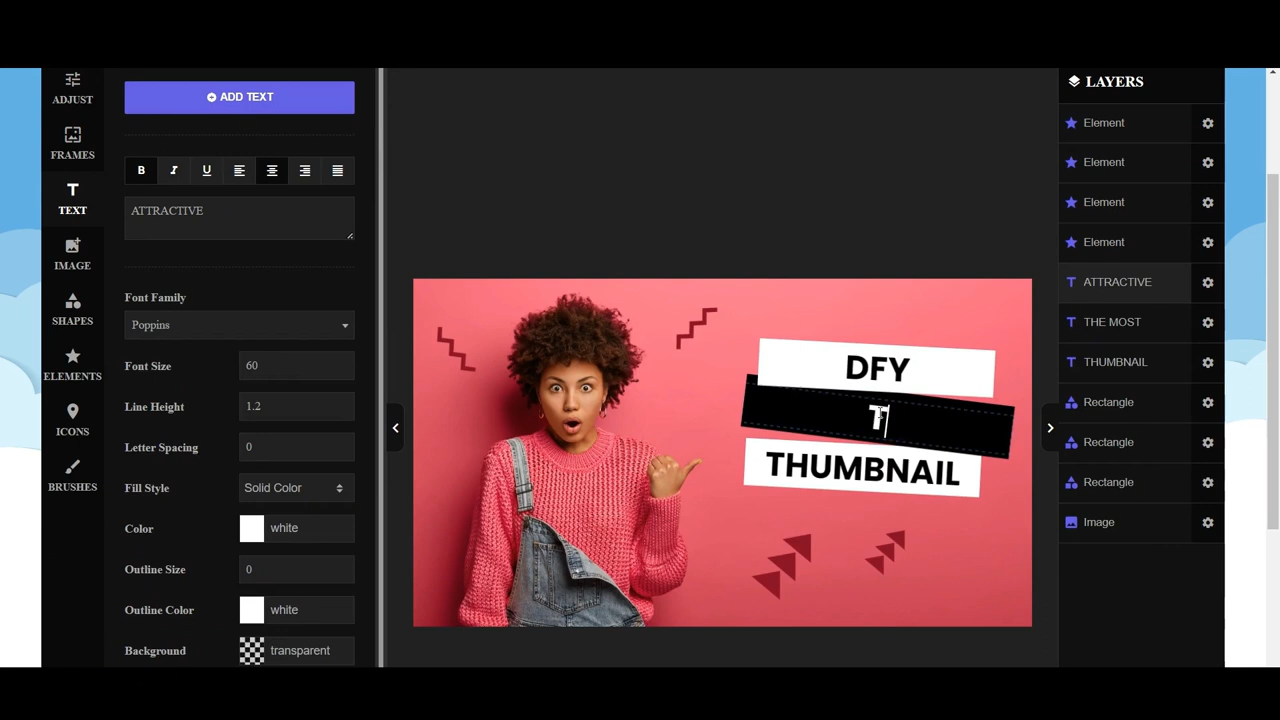 ADJUST
FRAMES
TEXT
IMAGE
SHAPES
ELEMENTS
ICONS
BRUSHES
ADD TEXT
B I U
ATTRACTIVE
Font Family
Poppins
Font Size 60
Line Height 1.2
Letter Spacing 0
Fill Style Solid Color
Color white
Outline Size 0
Outline Color white
Background transparent
DFY
T
THUMBNAIL
LAYERS
Element
Element
Element
Element
T ATTRACTIVE
T THE MOST
T THUMBNAIL
Rectangle
Rectangle
Rectangle
Image